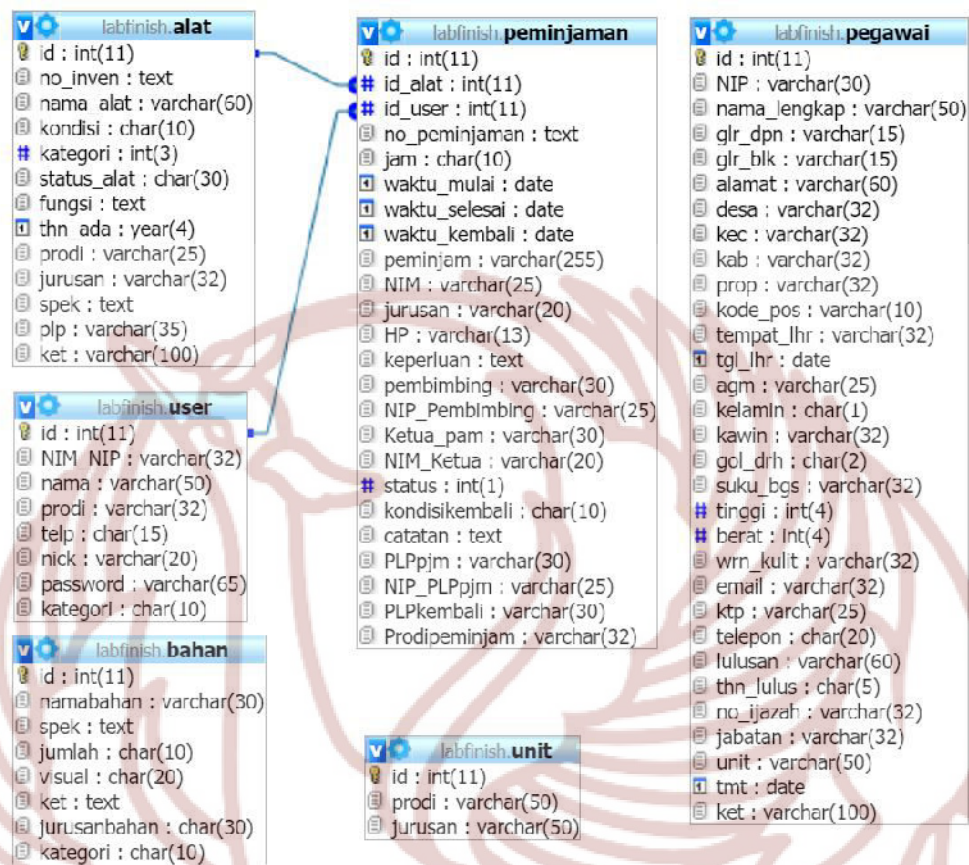 labfinish.alat
id : int(11)
no_inven : text
nama_alat : varchar(60)
kondisi : char(10)
kategori : int(3)
status_alat : char(30)
fungsi : text
thn_ada : year(4)
prodi : varchar(25)
jurusan : varchar(32)
spek : text
plp : varchar(35)
ket : varchar(100)
labfinish.user
id : int(11)
NIM_NIP : varchar(32)
nama : varchar(50)
prodi : varchar(32)
telp : char(15)
nick : varchar(20)
password : varchar(65)
kategori : char(10)
labfinish.bahan
id : int(11)
namabahan : varchar(30)
spek : text
jumlah : char(10)
visual : char(20)
ket : text
jurusanbahan : char(30)
kategori : char(10)
labfinish.peminjaman
id : int(11)
id_alat : int(11)
id_user : int(11)
no_peminjaman : text
jam : char(10)
waktu_mulai : date
waktu_selesai : date
waktu_kembali : date
peminjam : varchar(255)
NIM : varchar(25)
jurusan : varchar(20)
HP : varchar(13)
keperluan : text
pembimbing : varchar(30)
NIP_Pembimbing : varchar(25)
Ketua_pam : varchar(30)
NIM_Ketua : varchar(20)
status : int(1)
kondisikembali : char(10)
catatan : text
PLPpjm : varchar(30)
NIP_PLPpjm : varchar(25)
PLPkembali : varchar(30)
Prodipeminjam : varchar(32)
labfinish.unit
id : int(11)
prodi : varchar(50)
jurusan : varchar(50)
labfinish.pegawai
id : int(11)
NIP : varchar(30)
nama_lengkap : varchar(50)
glr_dpn : varchar(15)
glr_blk : varchar(15)
alamat : varchar(60)
desa : varchar(32)
kec : varchar(32)
kab : varchar(32)
prop : varchar(32)
kode_pos : varchar(10)
tempat_lhr : varchar(32)
tgl_lhr : date
agm : varchar(25)
kelamin : char(1)
kawin : varchar(32)
gol_drh : char(2)
suku_bgs : varchar(32)
tinggi : int(4)
berat : int(4)
wrn_kulit : varchar(32)
email : varchar(32)
ktp : varchar(25)
telepon : char(20)
lulusan : varchar(60)
thn_lulus : char(5)
no_ijazah : varchar(32)
jabatan : varchar(32)
unit : varchar(50)
tmt : date
ket : varchar(100)